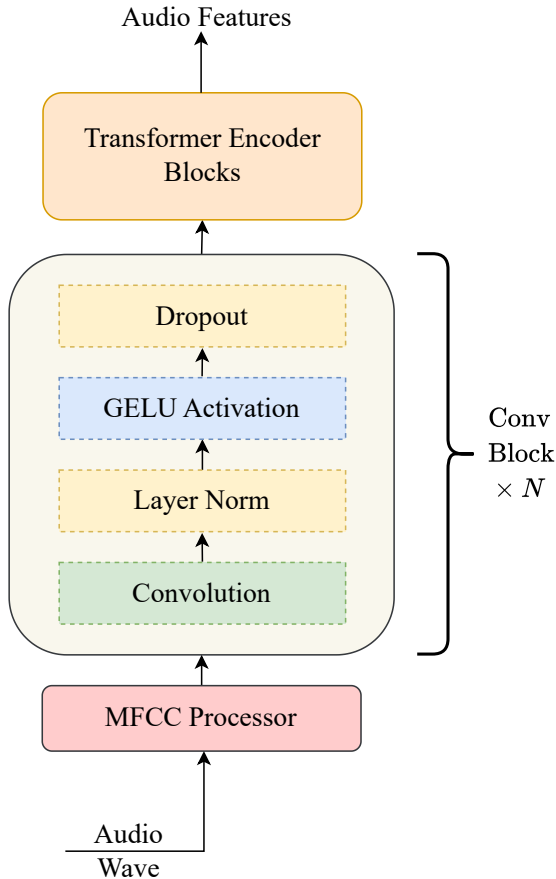 Audio Features
Transformer Encoder
Blocks
Dropout
GELU Activation
Layer Norm
Convolution
Conv
Block
× N
MFCC Processor
Audio
Wave